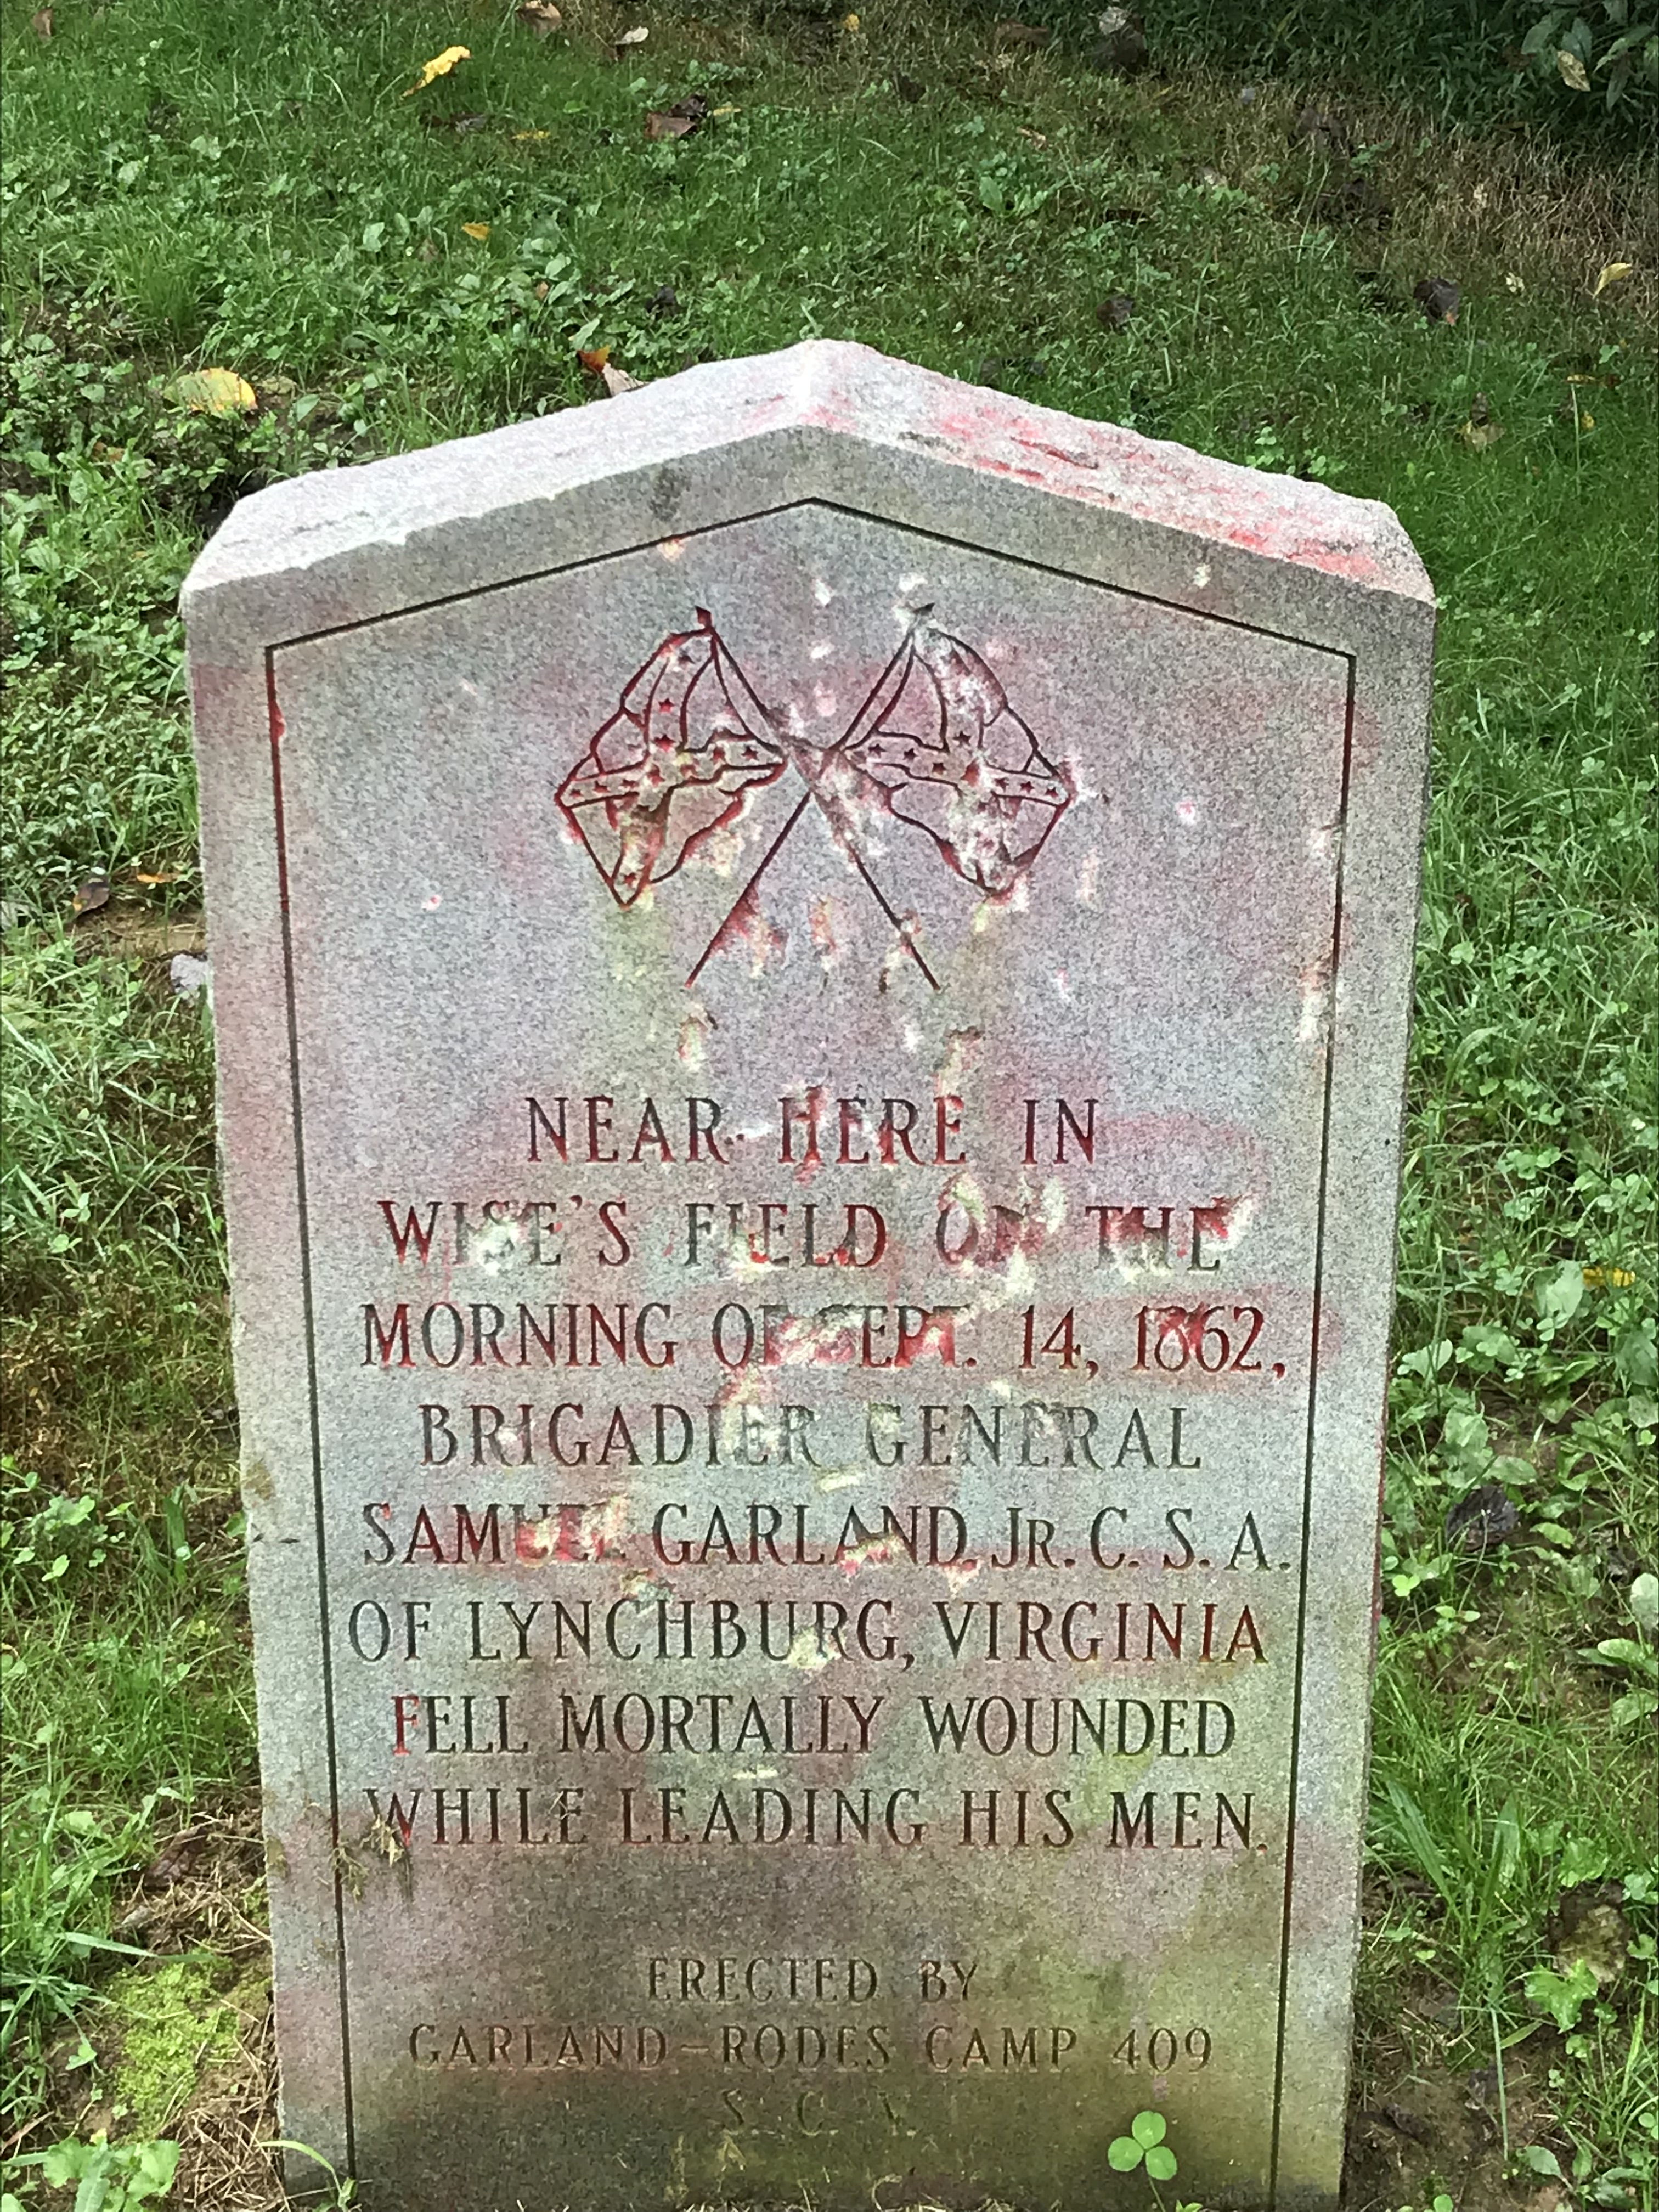 NEAR HERE IN
WISE'S FIELD ON THE
MORNING OF SEPT. 14, 1862,
BRIGADIER GENERAL
SAMUEL GARLAND, JR. C. S. A.
OF LYNCHBURG, VIRGINIA
FELL MORTALLY WOUNDED
WHILE LEADING HIS MEN.
ERECTED BY
GARLAND-RODES CAMP 409
S C V